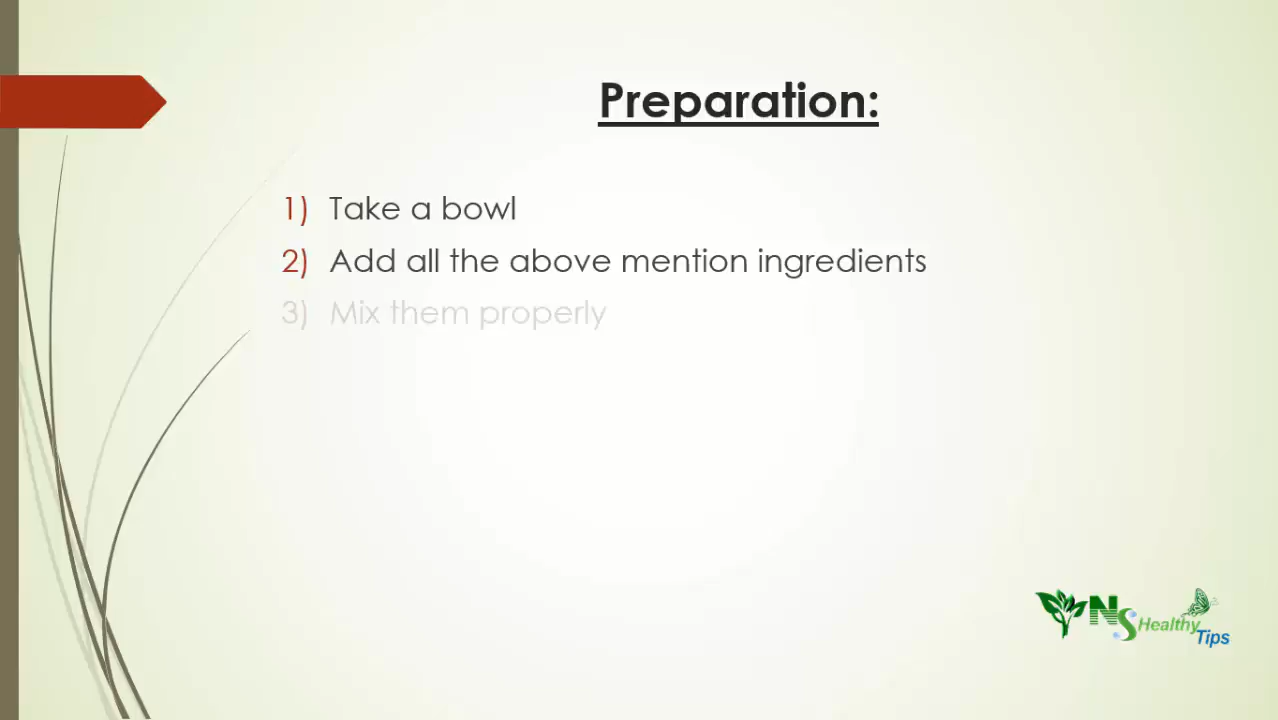 Preparation:
1) Take a bowl
2) Add all the above mention ingredients
3) Mix them properly
NS Healthy Tips